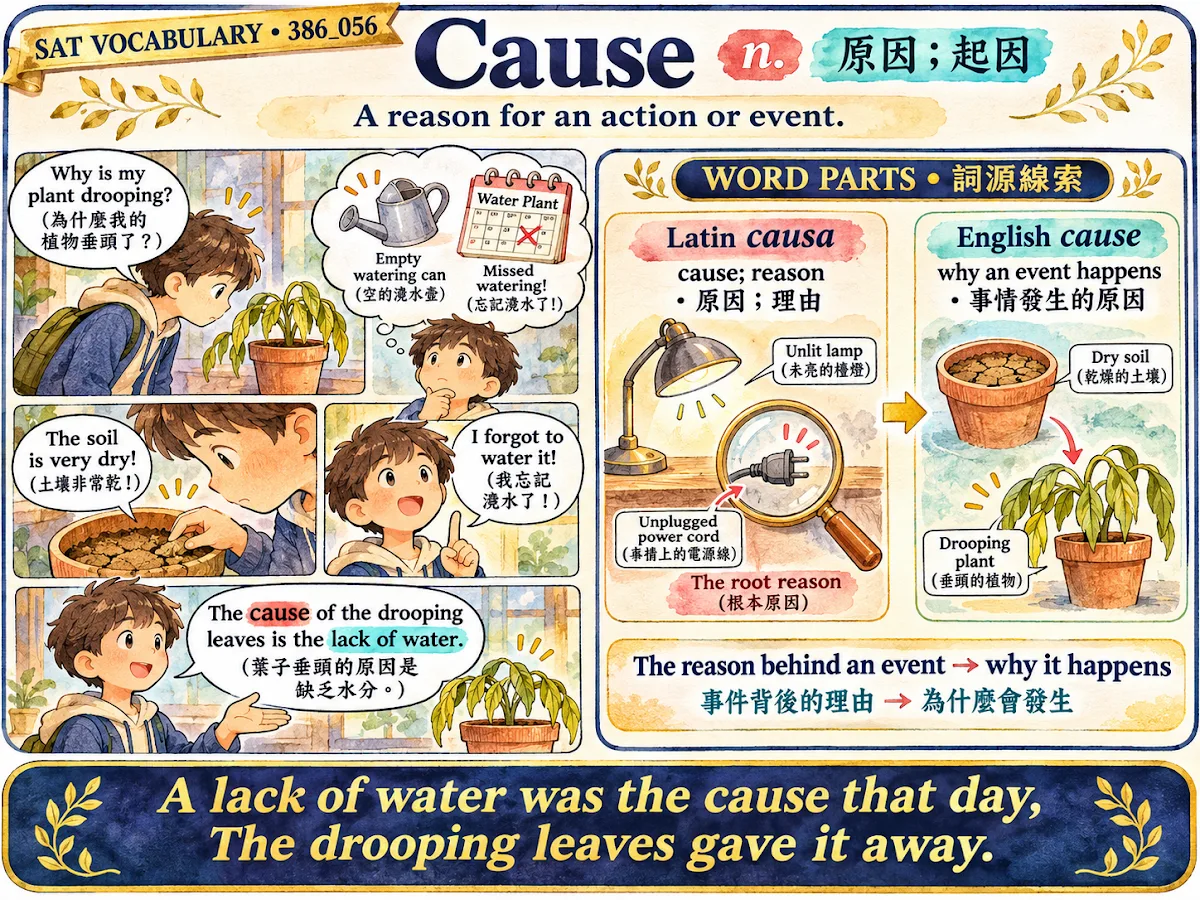 SAT VOCABULARY • 386_056
Cause n. 原因；起因
A reason for an action or event.
Why is my
plant drooping?
(為什麼我的
植物垂頭了？)
Empty
watering can
(空的澆水壺)
Water Plant
Missed
watering!
(忘記澆水了!)
The soil
is very dry!
(土壤非常乾!)
I forgot to
water it!
(我忘記
澆水了！)
The cause of the drooping
leaves is the lack of water.
(葉子垂頭的原因是
缺乏水分。)
WORD PARTS • 詞源線索
Latin causa
cause; reason
• 原因；理由
Unlit lamp
(未亮的檯燈)
Unplugged
power cord
(事情上的電源線)
The root reason
(根本原因)
English cause
why an event happens
• 事情發生的原因
Dry soil
(乾燥的土壤)
Drooping
plant
(垂頭的植物)
The reason behind an event → why it happens
事件背後的理由 → 為什麼會發生
A lack of water was the cause that day,
The drooping leaves gave it away.